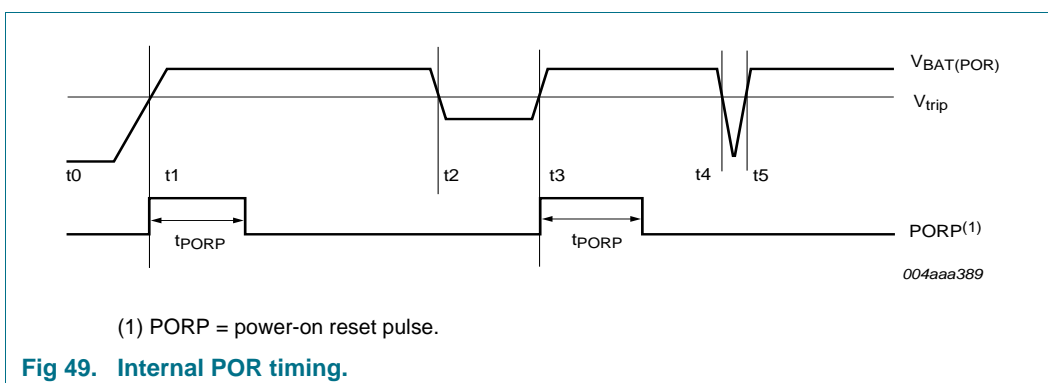 VBAT(POR)
Vtrip
t0
t1
t2
t3
t4
t5
tPORP
tPORP
PORP(1)
004aaa389
(1) PORP = power-on reset pulse.
Fig 49. Internal POR timing.